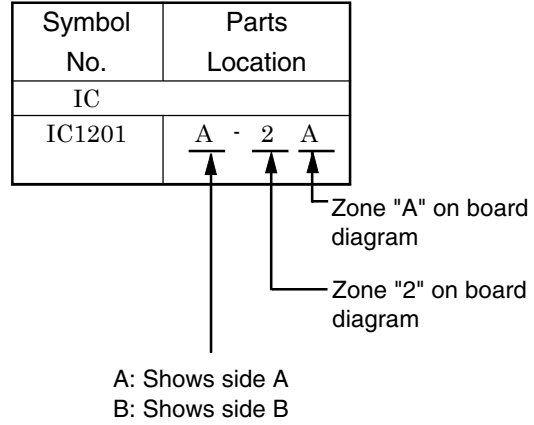 Symbol No.
Parts Location
IC
IC1201
A - 2 A
Zone "A" on board
diagram
Zone "2" on board
diagram
A: Shows side A
B: Shows side B